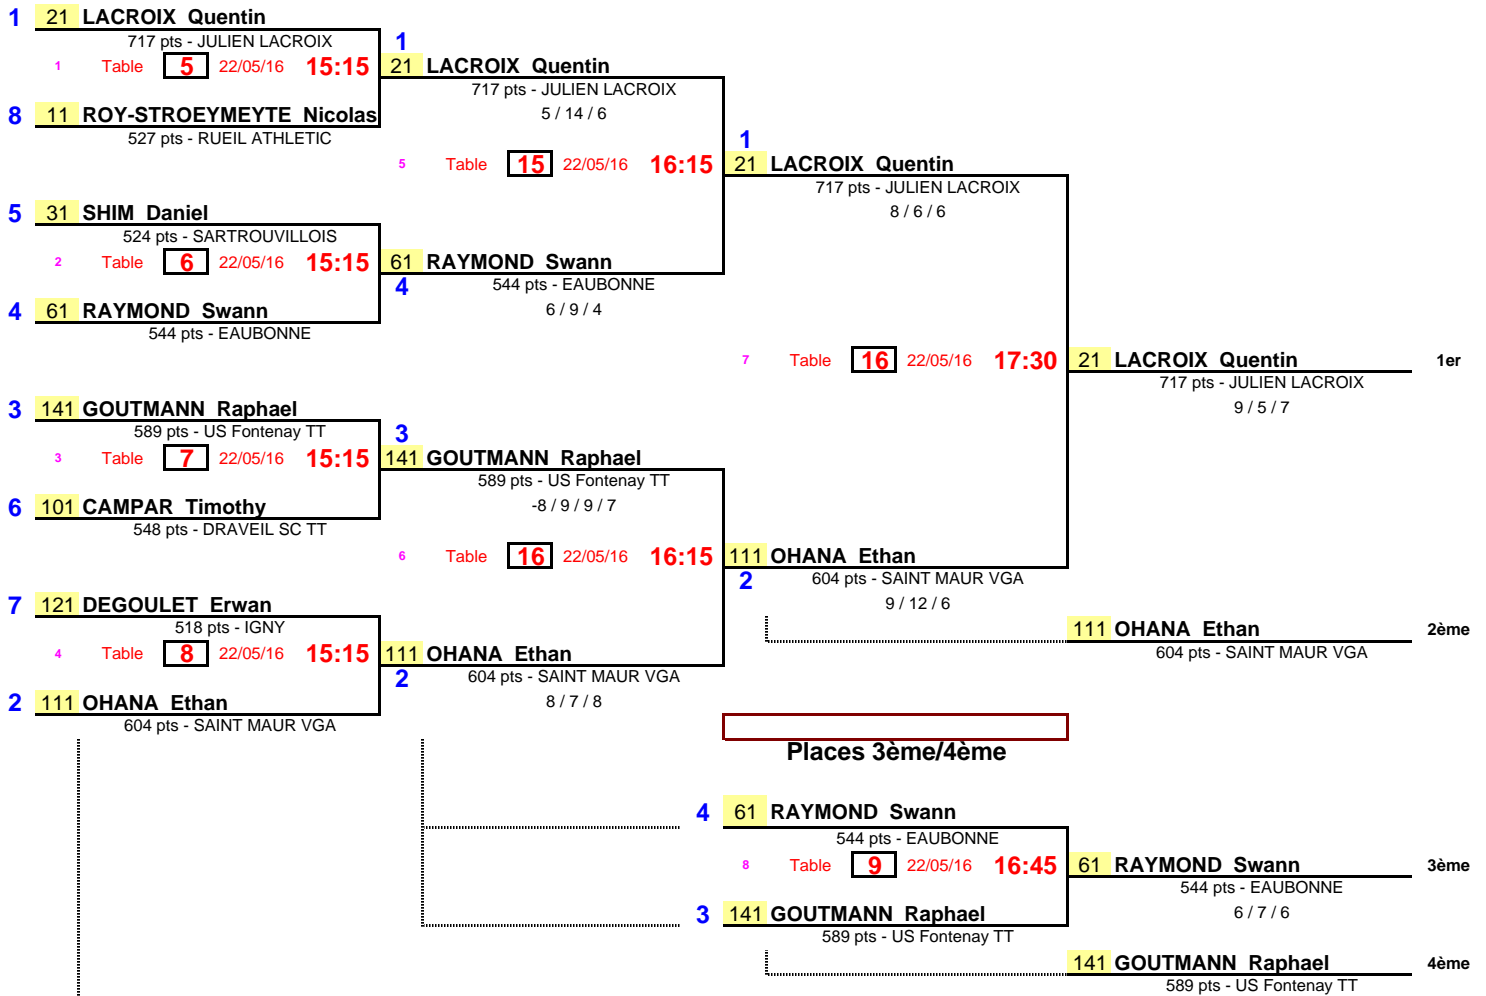 1 21 LACROIX Quentin
717 pts - JULIEN LACROIX
1 Table 5 22/05/16 15:15
8 11 ROY-STROEYMEYTE Nicolas
527 pts - RUEIL ATHLETIC
5 31 SHIM Daniel
524 pts - SARTROUVILLOIS
2 Table 6 22/05/16 15:15
4 61 RAYMOND Swann
544 pts - EAUBONNE
3 141 GOUTMANN Raphael
589 pts - US Fontenay TT
3 Table 7 22/05/16 15:15
6 101 CAMPAR Timothy
548 pts - DRAVEIL SC TT
7 121 DEGOULET Erwan
518 pts - IGNY
4 Table 8 22/05/16 15:15
2 111 OHANA Ethan
604 pts - SAINT MAUR VGA
1
21 LACROIX Quentin
717 pts - JULIEN LACROIX
5 / 14 / 6
5 Table 15 22/05/16 16:15
61 RAYMOND Swann
4
544 pts - EAUBONNE
6 / 9 / 4
3
141 GOUTMANN Raphael
589 pts - US Fontenay TT
-8 / 9 / 9 / 7
6 Table 16 22/05/16 16:15
111 OHANA Ethan
2
604 pts - SAINT MAUR VGA
8 / 7 / 8
1
21 LACROIX Quentin
717 pts - JULIEN LACROIX
8 / 6 / 6
7 Table 16 22/05/16 17:30
111 OHANA Ethan
2
604 pts - SAINT MAUR VGA
9 / 12 / 6
21 LACROIX Quentin 1er
717 pts - JULIEN LACROIX
9 / 5 / 7
111 OHANA Ethan 2ème
604 pts - SAINT MAUR VGA
Places 3ème/4ème
4 61 RAYMOND Swann
544 pts - EAUBONNE
8 Table 9 22/05/16 16:45
3 141 GOUTMANN Raphael
589 pts - US Fontenay TT
61 RAYMOND Swann 3ème
544 pts - EAUBONNE
6 / 7 / 6
141 GOUTMANN Raphael 4ème
589 pts - US Fontenay TT